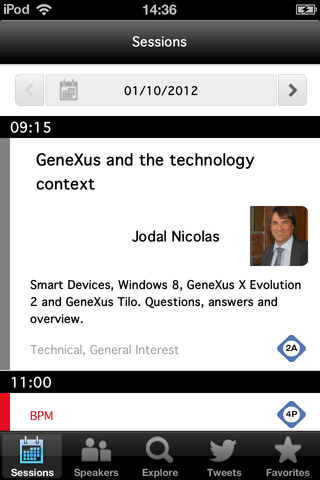 iPod 14:36
Sessions
01/10/2012
09:15
GeneXus and the technology
context
Jodal Nicolas
Smart Devices, Windows 8, GeneXus X Evolution
2 and GeneXus Tilo. Questions, answers and
overview.
Technical, General Interest 2A
11:00
BPM 4P
Sessions Speakers Explore Tweets Favorites